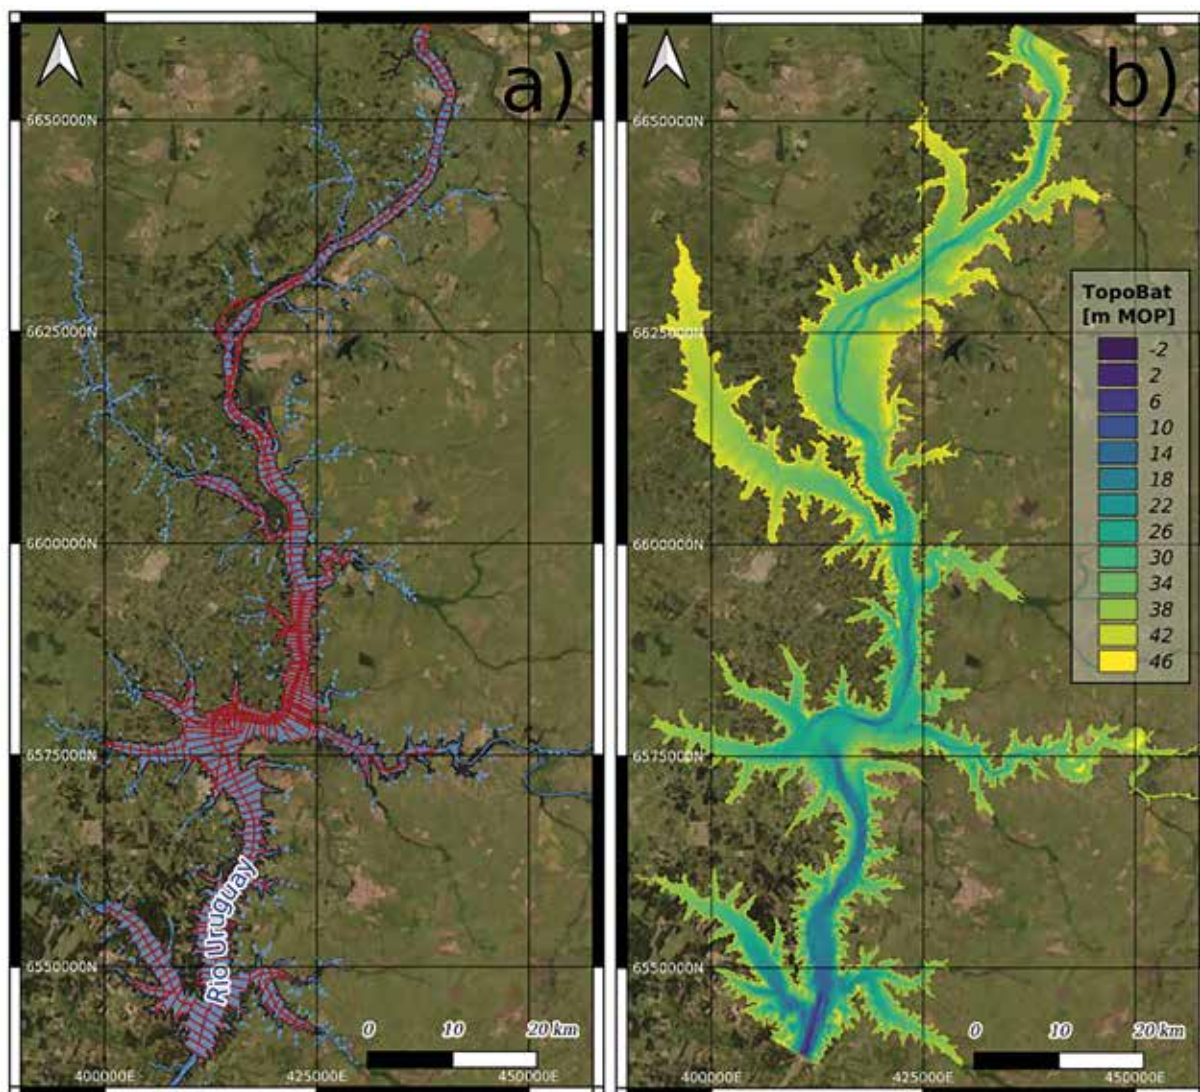 a)
6650000N
6625000N
6600000N
6575000N
6550000N
Rio Uruguay
0 10 20 km
400000E 425000E 450000E
b)
6650000N
6625000N
6600000N
6575000N
6550000N
TopoBat
[m MOP]
-2
2
6
10
14
18
22
26
30
34
38
42
46
0 10 20 km
400000E 425000E 450000E